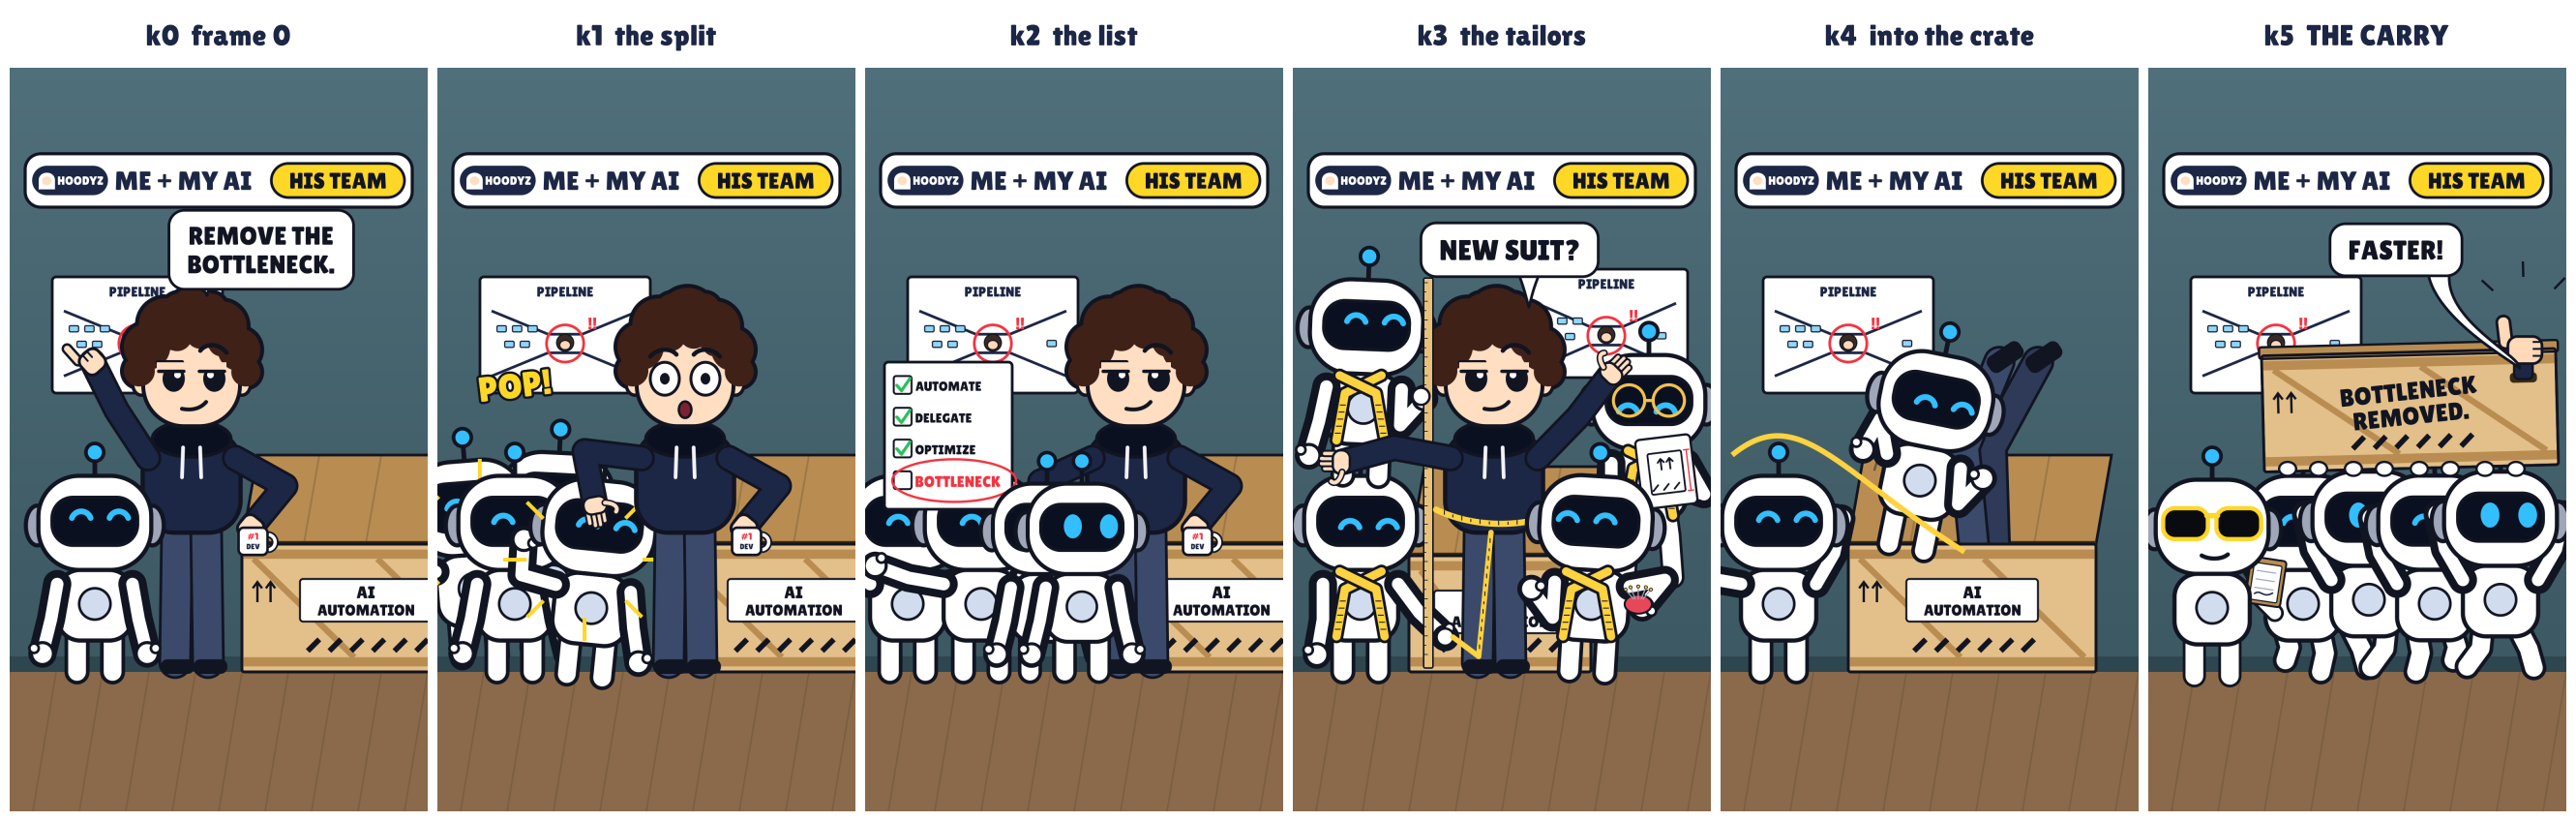 k0 frame 0
HOODYZ ME + MY AI HIS TEAM
REMOVE THE
BOTTLENECK.
PIPELINE
#1
DEV
AI
AUTOMATION
k1 the split
HOODYZ ME + MY AI HIS TEAM
PIPELINE
!!
POP!
#1
DEV
AI
AUTOMATION
k2 the list
HOODYZ ME + MY AI HIS TEAM
PIPELINE
!!
AUTOMATE
DELEGATE
OPTIMIZE
BOTTLENECK
#1
DEV
AI
AUTOMATION
k3 the tailors
HOODYZ ME + MY AI HIS TEAM
NEW SUIT?
PIPELINE
!!
k4 into the crate
HOODYZ ME + MY AI HIS TEAM
PIPELINE
!!
AI
AUTOMATION
k5 THE CARRY
HOODYZ ME + MY AI HIS TEAM
FASTER!
PIPELINE
!!
BOTTLENECK
REMOVED.